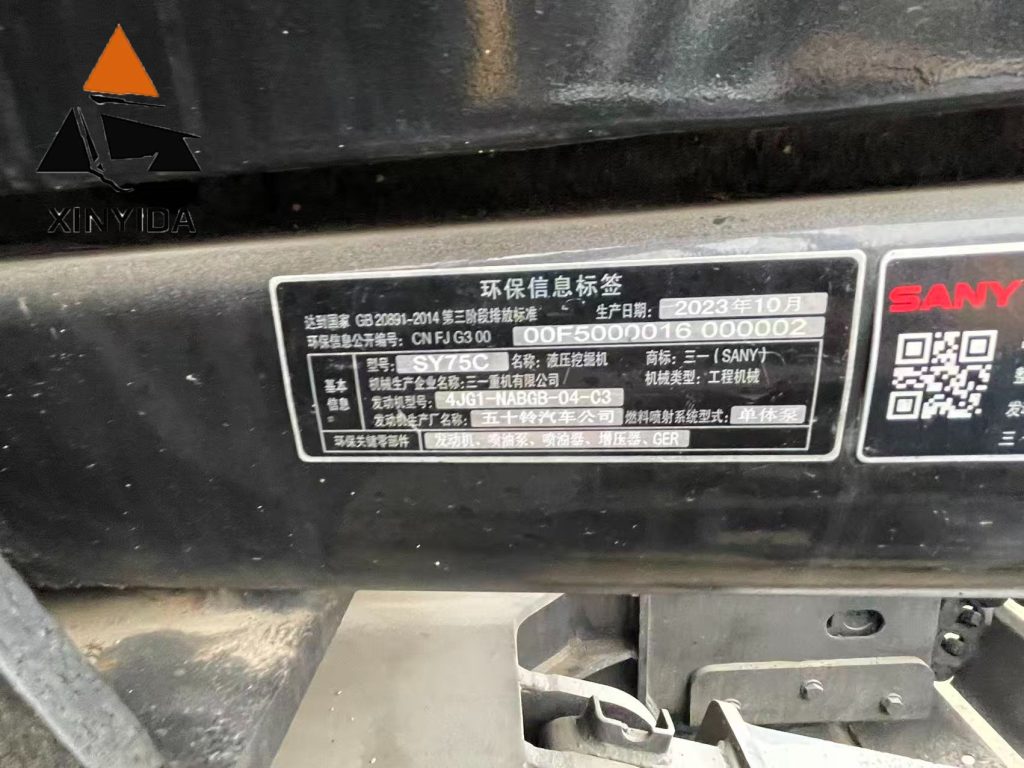 XINYIDA
环保信息标签
达到国家 GB 20891-2014 第三阶段排放标准 生产日期: 2023年10月
环保信息公开编号: CN FJ G3 00 00F5000016 000002
基本信息
型号: SY75C 名称: 液压挖掘机 商标: 三一(SANY)
机械生产企业名称: 三一重机有限公司 机械类型: 工程机械
发动机型号: 4JG1-NABGB-04-C3
发动机生产厂名称: 五十铃汽车公司 燃料喷射系统型式: 单体泵
环保关键零部件 发动机、喷油泵、喷油器、增压器、GER
SANY